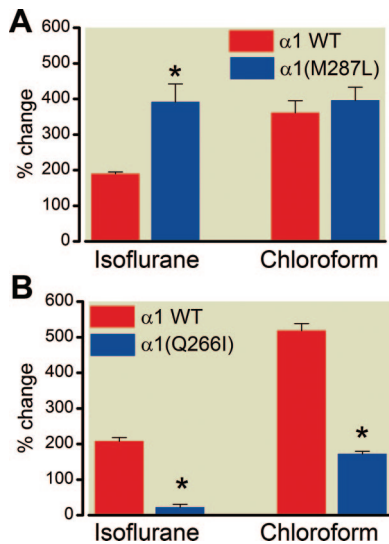 A
% change
600
500
400
300
200
100
0
α1 WT
α1(M287L)
*
Isoflurane Chloroform
B
% change
600
500
400
300
200
100
0
α1 WT
α1(Q266I)
*
*
Isoflurane Chloroform